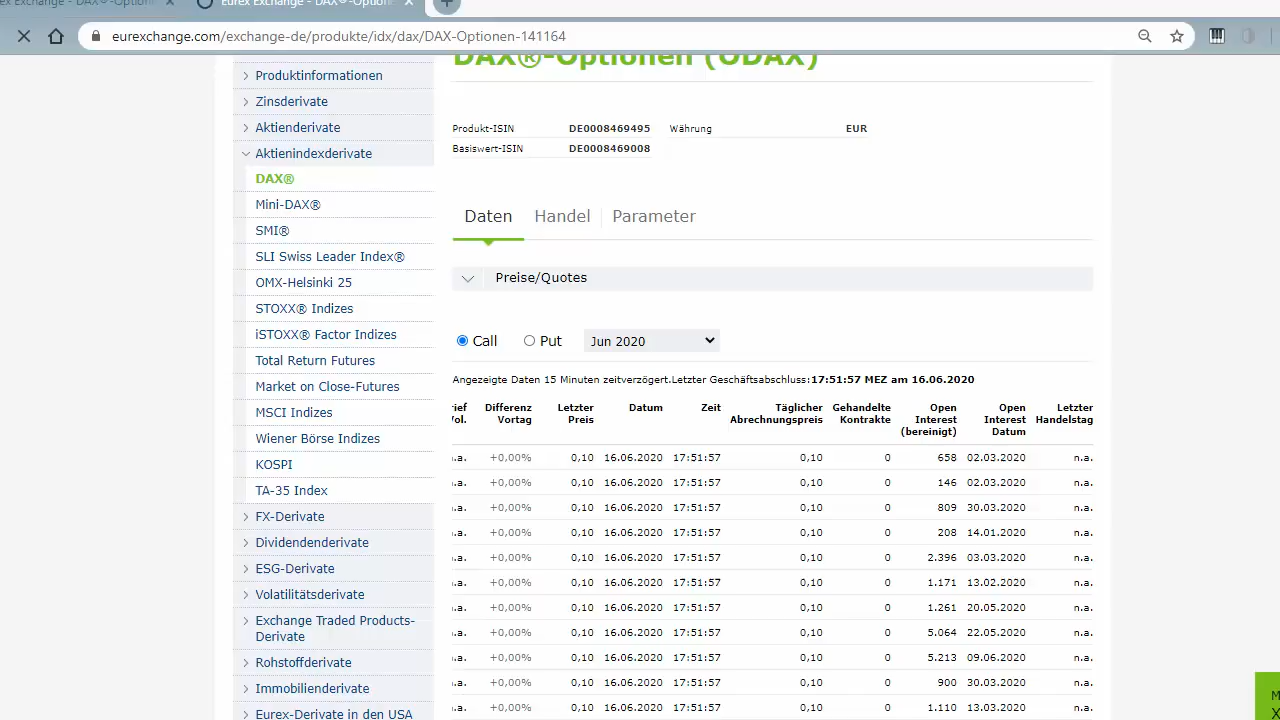 Eurex Exchange - DAX®-Optionen
eurexchange.com/exchange-de/produkte/idx/dax/DAX-Optionen-141164
DAX®-Optionen (ODAX)
Produktinformationen
Zinsderivate
Aktienderivate
Aktienindexderivate
DAX®
Mini-DAX®
SMI®
SLI Swiss Leader Index®
OMX-Helsinki 25
STOXX® Indizes
iSTOXX® Factor Indizes
Total Return Futures
Market on Close-Futures
MSCI Indizes
Wiener Börse Indizes
KOSPI
TA-35 Index
FX-Derivate
Dividendenderivate
ESG-Derivate
Volatilitätsderivate
Exchange Traded Products-
Derivate
Rohstoffderivate
Immobilienderivate
Eurex-Derivate in den USA
Produkt-ISIN DE0008469495 Währung EUR
Basiswert-ISIN DE0008469008
Daten Handel Parameter
Preise/Quotes
Call Put Jun 2020
Angezeigte Daten 15 Minuten zeitverzögert.Letzter Geschäftsabschluss:17:51:57 MEZ am 16.06.2020
rief Differenz Letzter Datum Zeit Täglicher Gehandelte Open Open Letzter
Vol. Vortag Preis Abrechnungspreis Kontrakte Interest Interest Handelstag
(bereinigt) Datum
.a. +0,00% 0,10 16.06.2020 17:51:57 0,10 0 658 02.03.2020 n.a.
.a. +0,00% 0,10 16.06.2020 17:51:57 0,10 0 146 02.03.2020 n.a.
.a. +0,00% 0,10 16.06.2020 17:51:57 0,10 0 809 30.03.2020 n.a.
.a. +0,00% 0,10 16.06.2020 17:51:57 0,10 0 208 14.01.2020 n.a.
.a. +0,00% 0,10 16.06.2020 17:51:57 0,10 0 2.396 03.03.2020 n.a.
.a. +0,00% 0,10 16.06.2020 17:51:57 0,10 0 1.171 13.02.2020 n.a.
.a. +0,00% 0,10 16.06.2020 17:51:57 0,10 0 1.261 20.05.2020 n.a.
.a. +0,00% 0,10 16.06.2020 17:51:57 0,10 0 5.064 22.05.2020 n.a.
.a. +0,00% 0,10 16.06.2020 17:51:57 0,10 0 5.213 09.06.2020 n.a.
.a. +0,00% 0,10 16.06.2020 17:51:57 0,10 0 900 30.03.2020 n.a.
.a. +0,00% 0,10 16.06.2020 17:51:57 0,10 0 1.110 13.03.2020 n.a.